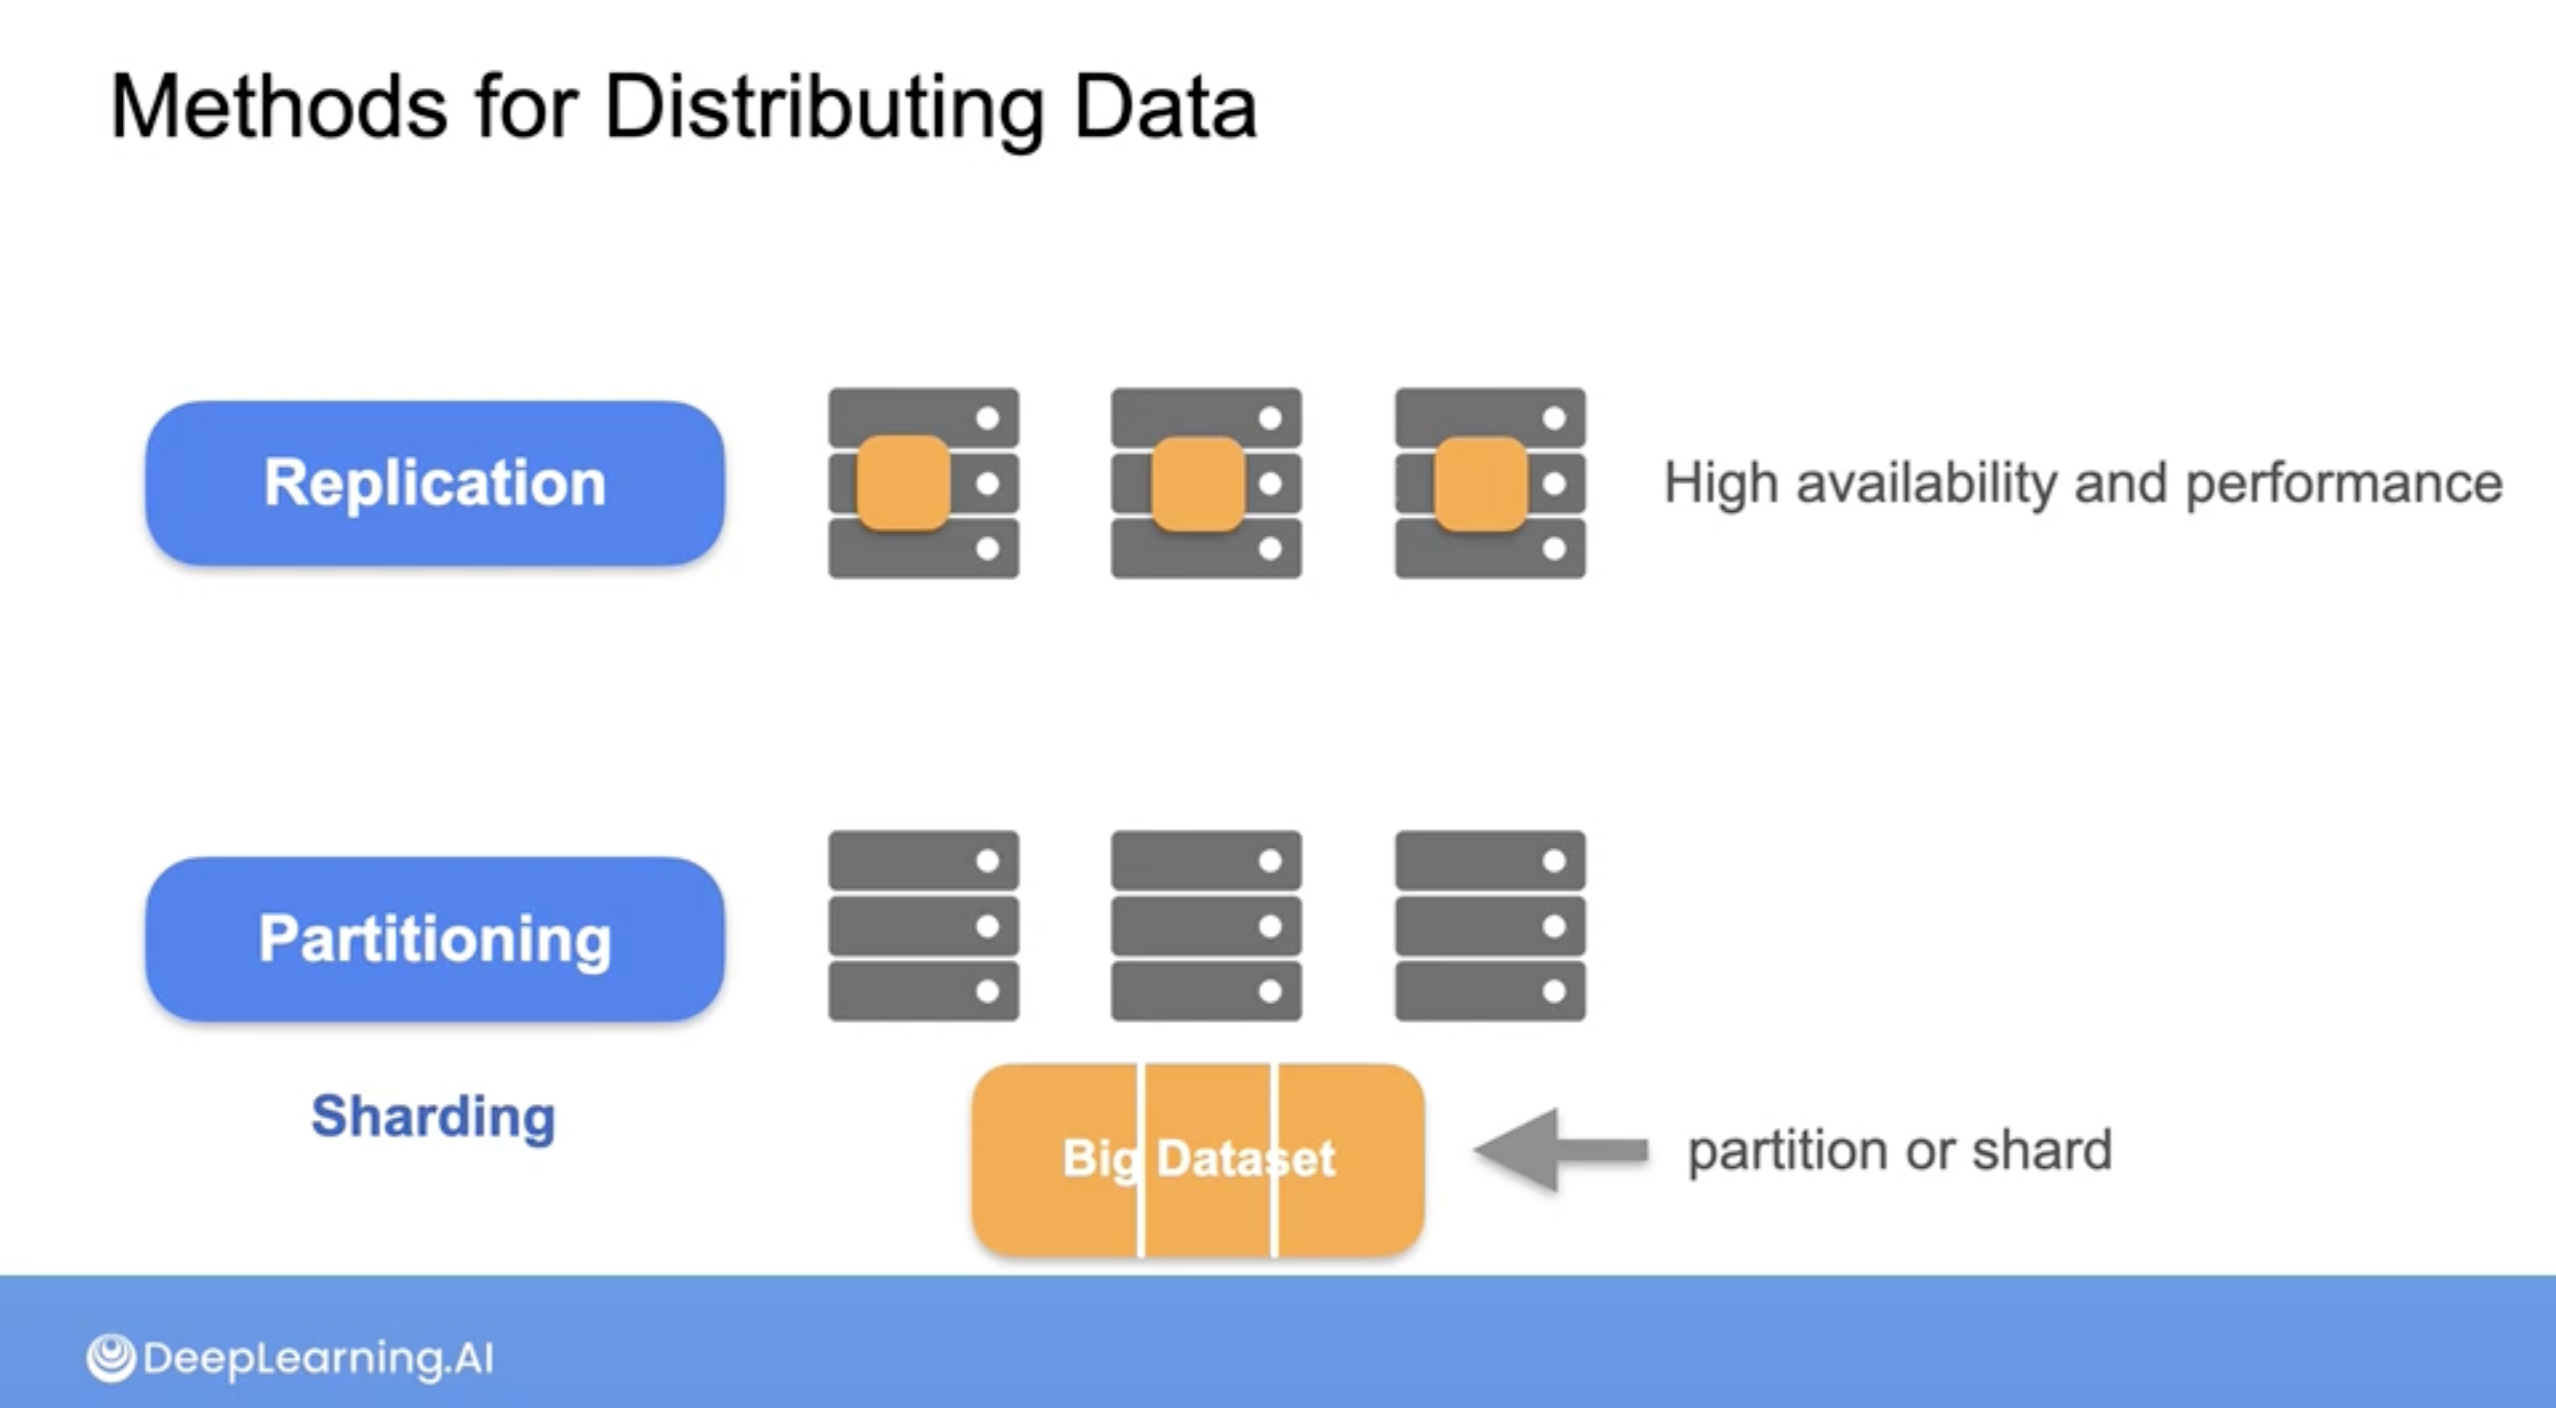 Methods for Distributing Data
Replication
High availability and performance
Partitioning
Sharding
Big Dataset
partition or shard
DeepLearning.AI